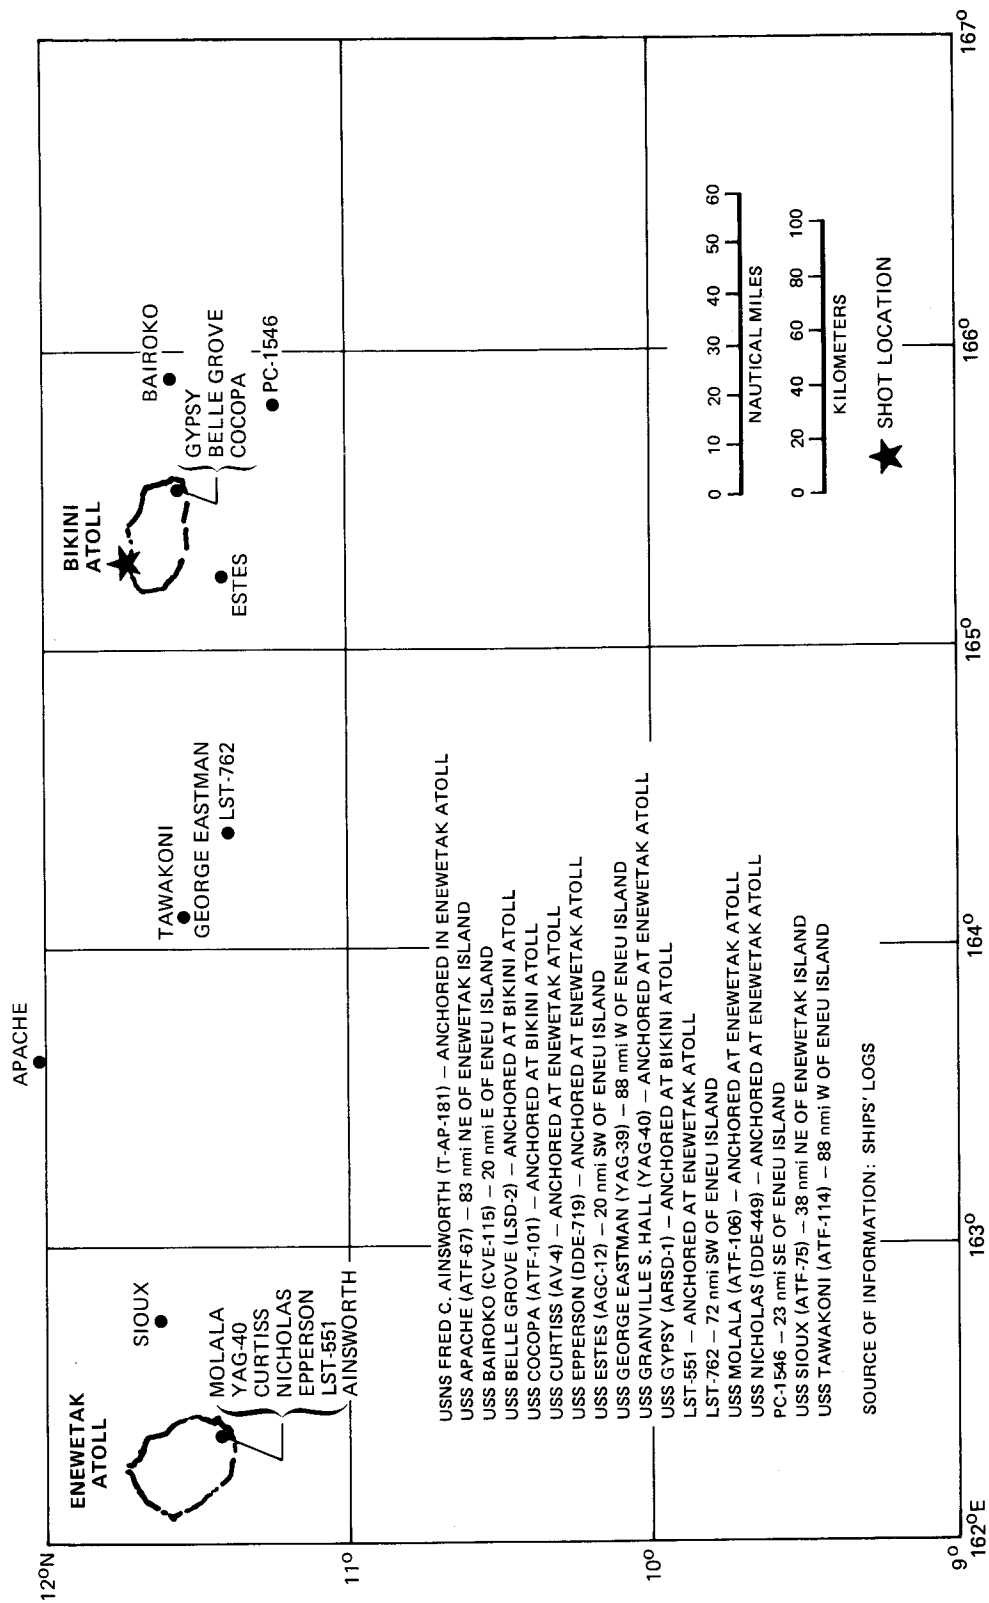 APACHE
12°N
11°
10°
9°
162°E
163°
164°
165°
166°
167°
ENEWETAK
ATOLL
SIOUX
MOLALA
YAG-40
CURTISS
NICHOLAS
EPPERSON
LST-551
AINSWORTH
TAWAKONI
GEORGE EASTMAN
LST-762
BIKINI
ATOLL
ESTES
BAIROKO
GYPSY
BELLE GROVE
COCOPA
PC-1546
USNS FRED C. AINSWORTH (T-AP-181) — ANCHORED IN ENEWETAK ATOLL
USS APACHE (ATF-67) — 83 nmi NE OF ENEWETAK ISLAND
USS BAIROKO (CVE-115) — 20 nmi E OF ENEU ISLAND
USS BELLE GROVE (LSD-2) — ANCHORED AT BIKINI ATOLL
USS COCOPA (ATF-101) — ANCHORED AT BIKINI ATOLL
USS CURTISS (AV-4) — ANCHORED AT ENEWETAK ATOLL
USS EPPERSON (DDE-719) — ANCHORED AT ENEWETAK ATOLL
USS ESTES (AGC-12) — 20 nmi SW OF ENEU ISLAND
USS GEORGE EASTMAN (YAG-39) — 88 nmi W OF ENEU ISLAND
USS GRANVILLE S. HALL (YAG-40) — ANCHORED AT ENEWETAK ATOLL
USS GYPSY (ARSD-1) — ANCHORED AT BIKINI ATOLL
LST-551 — ANCHORED AT ENEWETAK ATOLL
LST-762 — 72 nmi SW OF ENEU ISLAND
USS MOLALA (ATF-106) — ANCHORED AT ENEWETAK ATOLL
USS NICHOLAS (DDE-449) — ANCHORED AT ENEWETAK ATOLL
PC-1546 — 23 nmi SE OF ENEU ISLAND
USS SIOUX (ATF-75) — 38 nmi NE OF ENEWETAK ISLAND
USS TAWAKONI (ATF-114) — 88 nmi W OF ENEU ISLAND
SOURCE OF INFORMATION: SHIPS' LOGS
0 10 20 30 40 50 60
NAUTICAL MILES
0 20 40 60 80 100
KILOMETERS
SHOT LOCATION